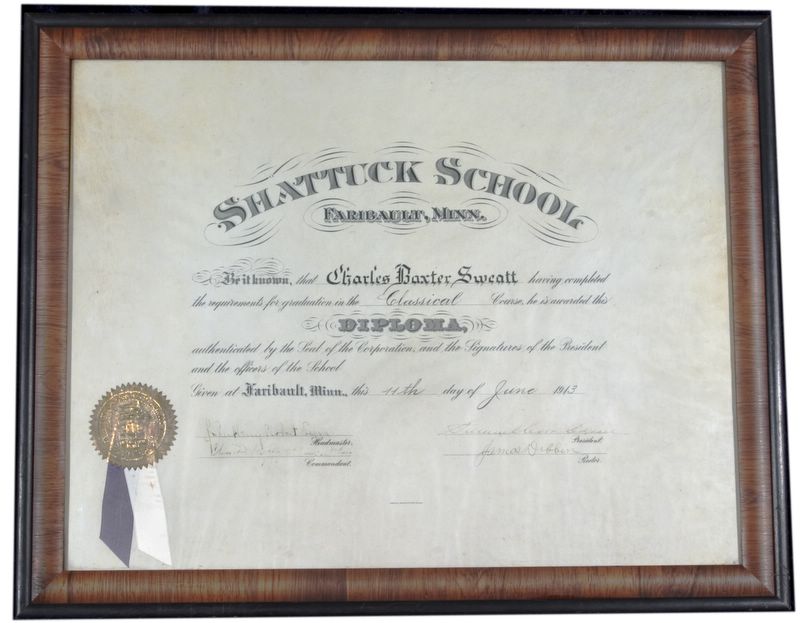 SHATTUCK SCHOOL
FARIBAULT, MINN.
Be it known, that Charles Baxter Sweatt having completed
the requirements for graduation in the Classical Course, he is awarded this
DIPLOMA,
authenticated by the Seal of the Corporation, and the Signatures of the President
and the officers of the School
Given at Faribault, Minn., this 11th day of June 1913
Headmaster.
President.
Commandant.
James Dobbin
Rector.